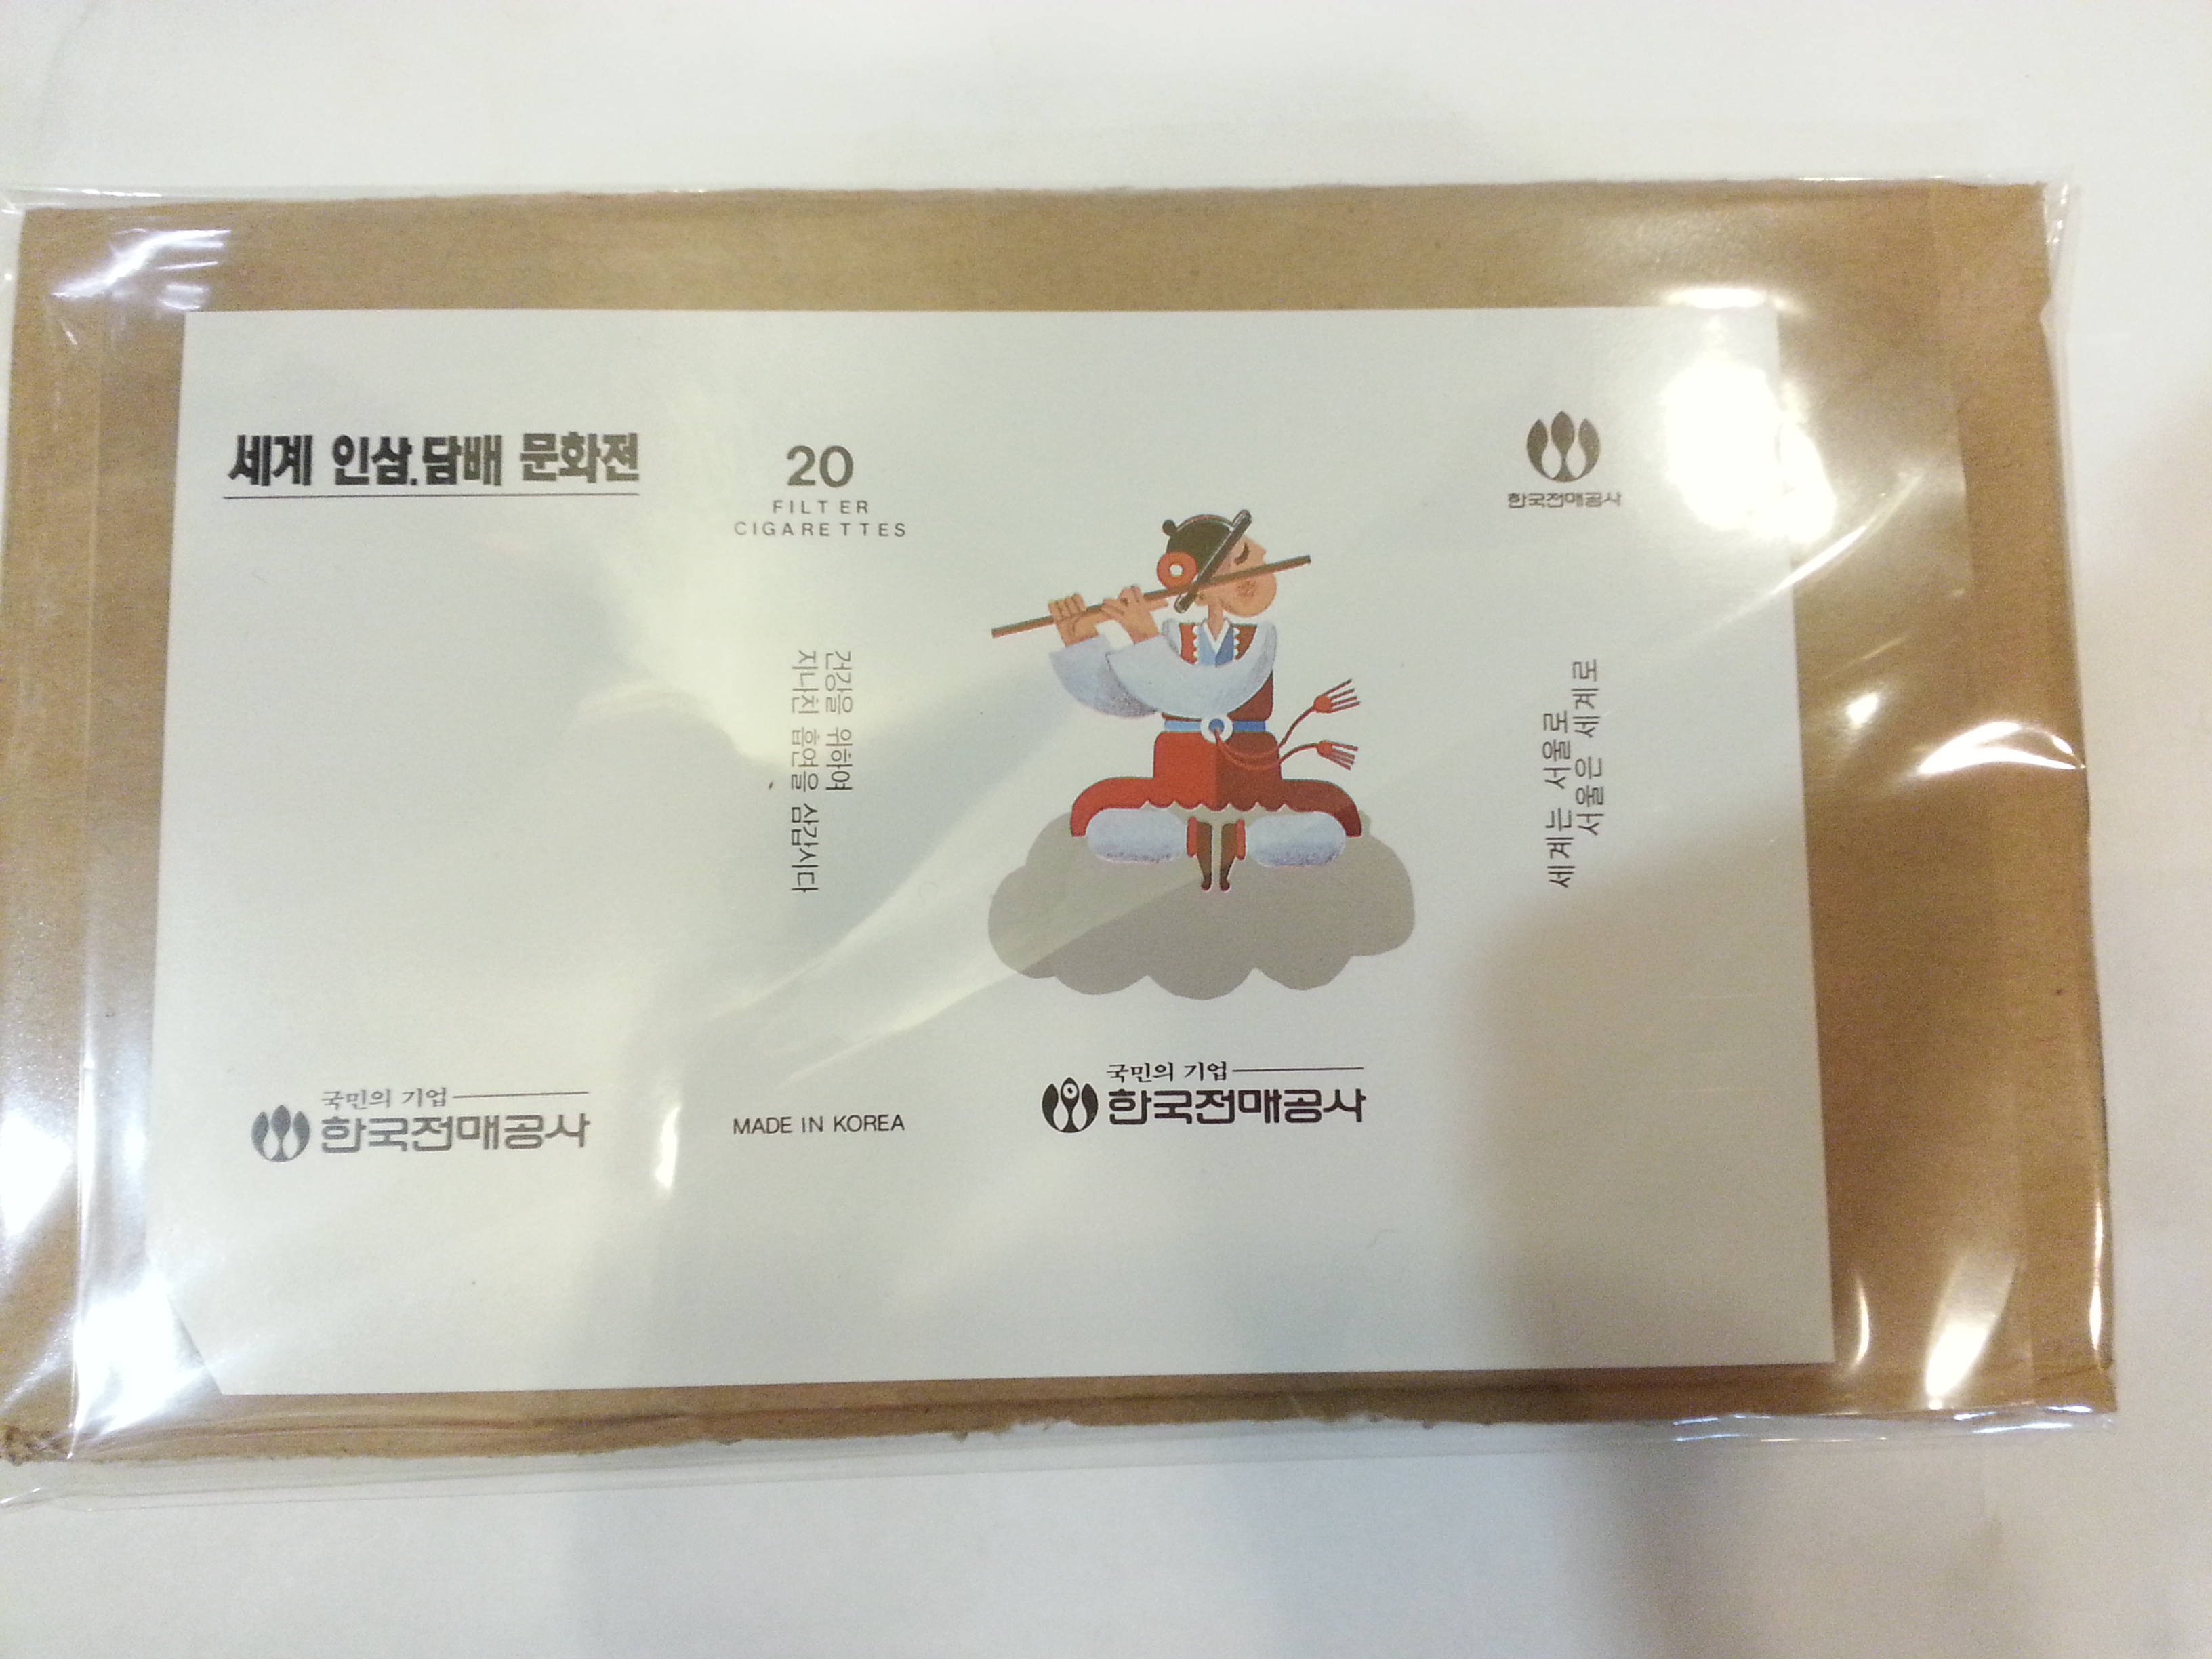 세계 인삼.담배 문화전
국민의 기업
한국전매공사
20
FILTER
CIGARETTES
건강을 위하여
지나친 흡연을 삼갑시다
MADE IN KOREA
국민의 기업
한국전매공사
한국전매공사
세계는 서울로
서울은 세계로